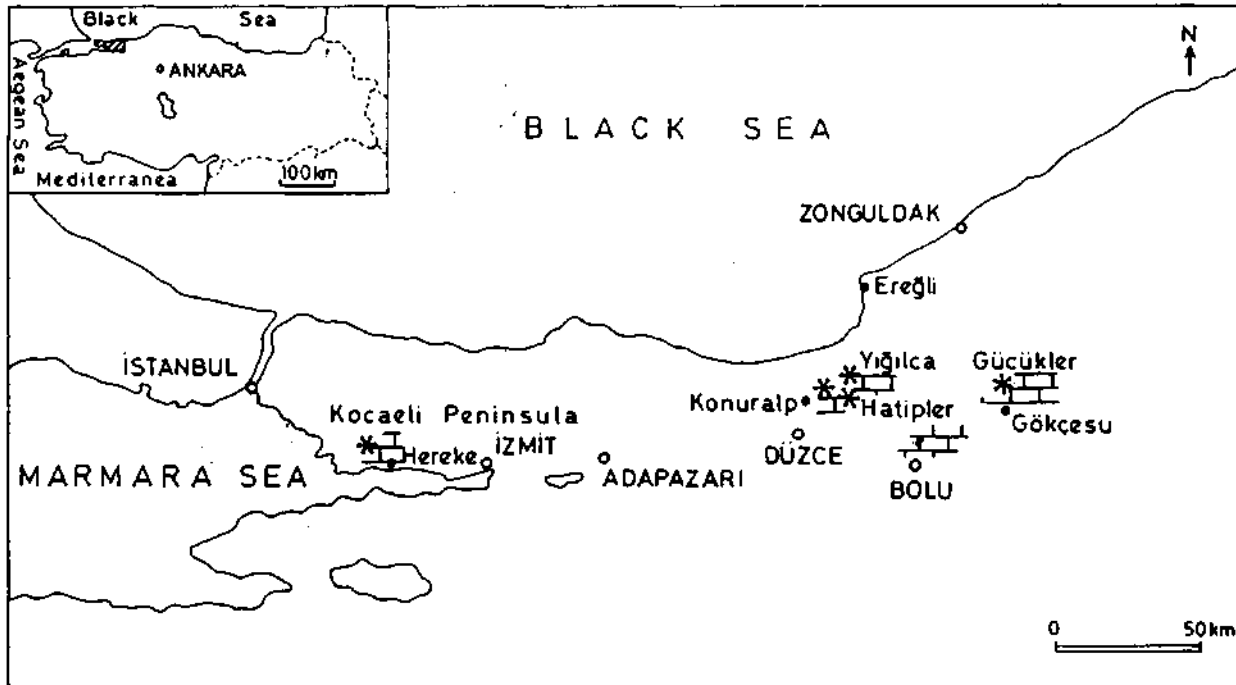 Black Sea
Aegean Sea
ANKARA
Mediterranea
100km
N
BLACK SEA
ZONGULDAK
Ereğli
İSTANBUL
Yığılca
Gücükler
Konuralp
Hatipler
Gökçesu
Kocaeli Peninsula
Hereke
İZMİT
DÜZCE
MARMARA SEA
ADAPAZARI
BOLU
0 50km